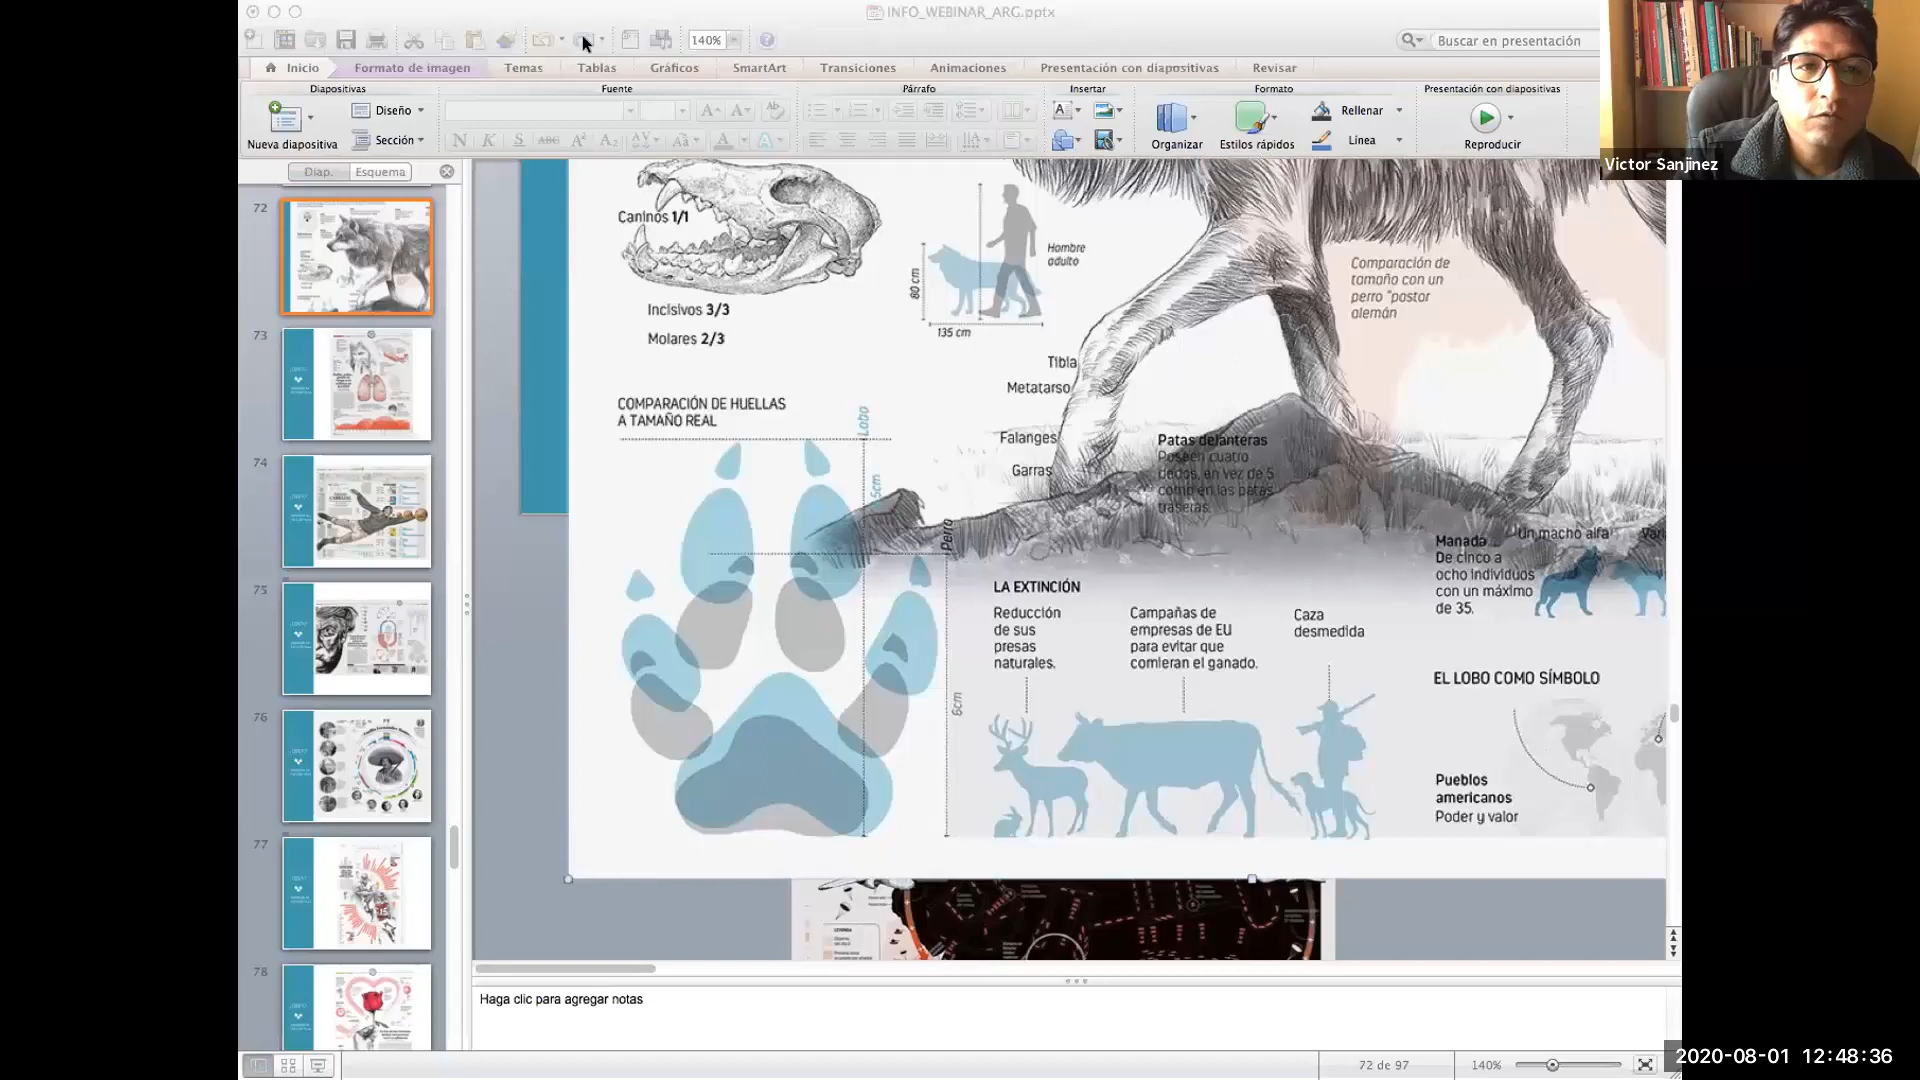 INFO_WEBINAR_ARG.pptx
140%
Buscar en presentación
Inicio
Formato de imagen
Temas
Tablas
Gráficos
SmartArt
Transiciones
Animaciones
Presentación con diapositivas
Revisar
Diapositivas
Fuente
Párrafo
Insertar
Formato
Presentación con diapositivas
Nueva diapositiva
Diseño
Sección
N K S ABC A² A₂ AV Aa A A
Organizar
Estilos rápidos
Rellenar
Línea
Reproducir
Victor Sanjinez
Diap.
Esquema
72
73
74
75
76
77
78
Caninos 1/1
Incisivos 3/3
Molares 2/3
80 cm
135 cm
Hombre
adulto
Comparación de
tamaño con un
perro "pastor
alemán
Tibia
Metatarso
Falanges
Garras
COMPARACIÓN DE HUELLAS
A TAMAÑO REAL
Lobo
Perro
6cm
Patas delanteras
Poseen cuatro
dedos, en vez de 5
como en las patas
traseras.
Manada
De cinco a
ocho individuos
con un máximo
de 35.
Un macho alfa
LA EXTINCIÓN
Reducción
de sus
presas
naturales.
Campañas de
empresas de EU
para evitar que
comieran el ganado.
Caza
desmedida
EL LOBO COMO SÍMBOLO
Pueblos
americanos
Poder y valor
LEYENDA
Haga clic para agregar notas
72 de 97
140%
2020-08-01 12:48:36